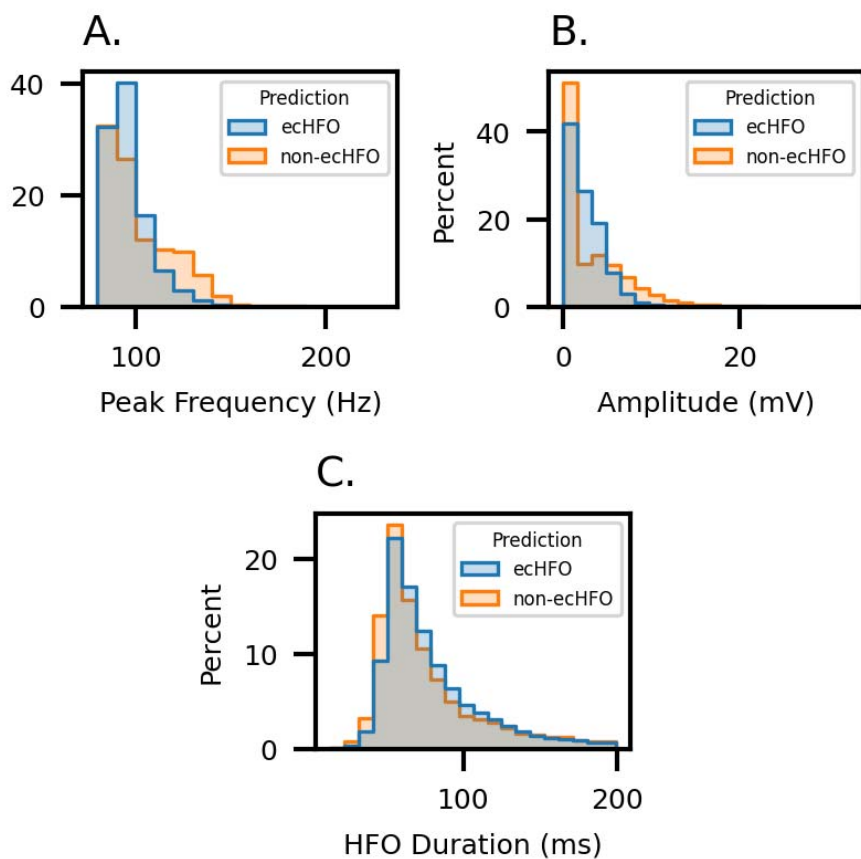 A.
40
20
0
100
200
Peak Frequency (Hz)
Prediction
ecHFO
non-ecHFO
B.
Percent
40
20
0
0
20
Amplitude (mV)
Prediction
ecHFO
non-ecHFO
C.
Percent
20
10
0
100
200
HFO Duration (ms)
Prediction
ecHFO
non-ecHFO